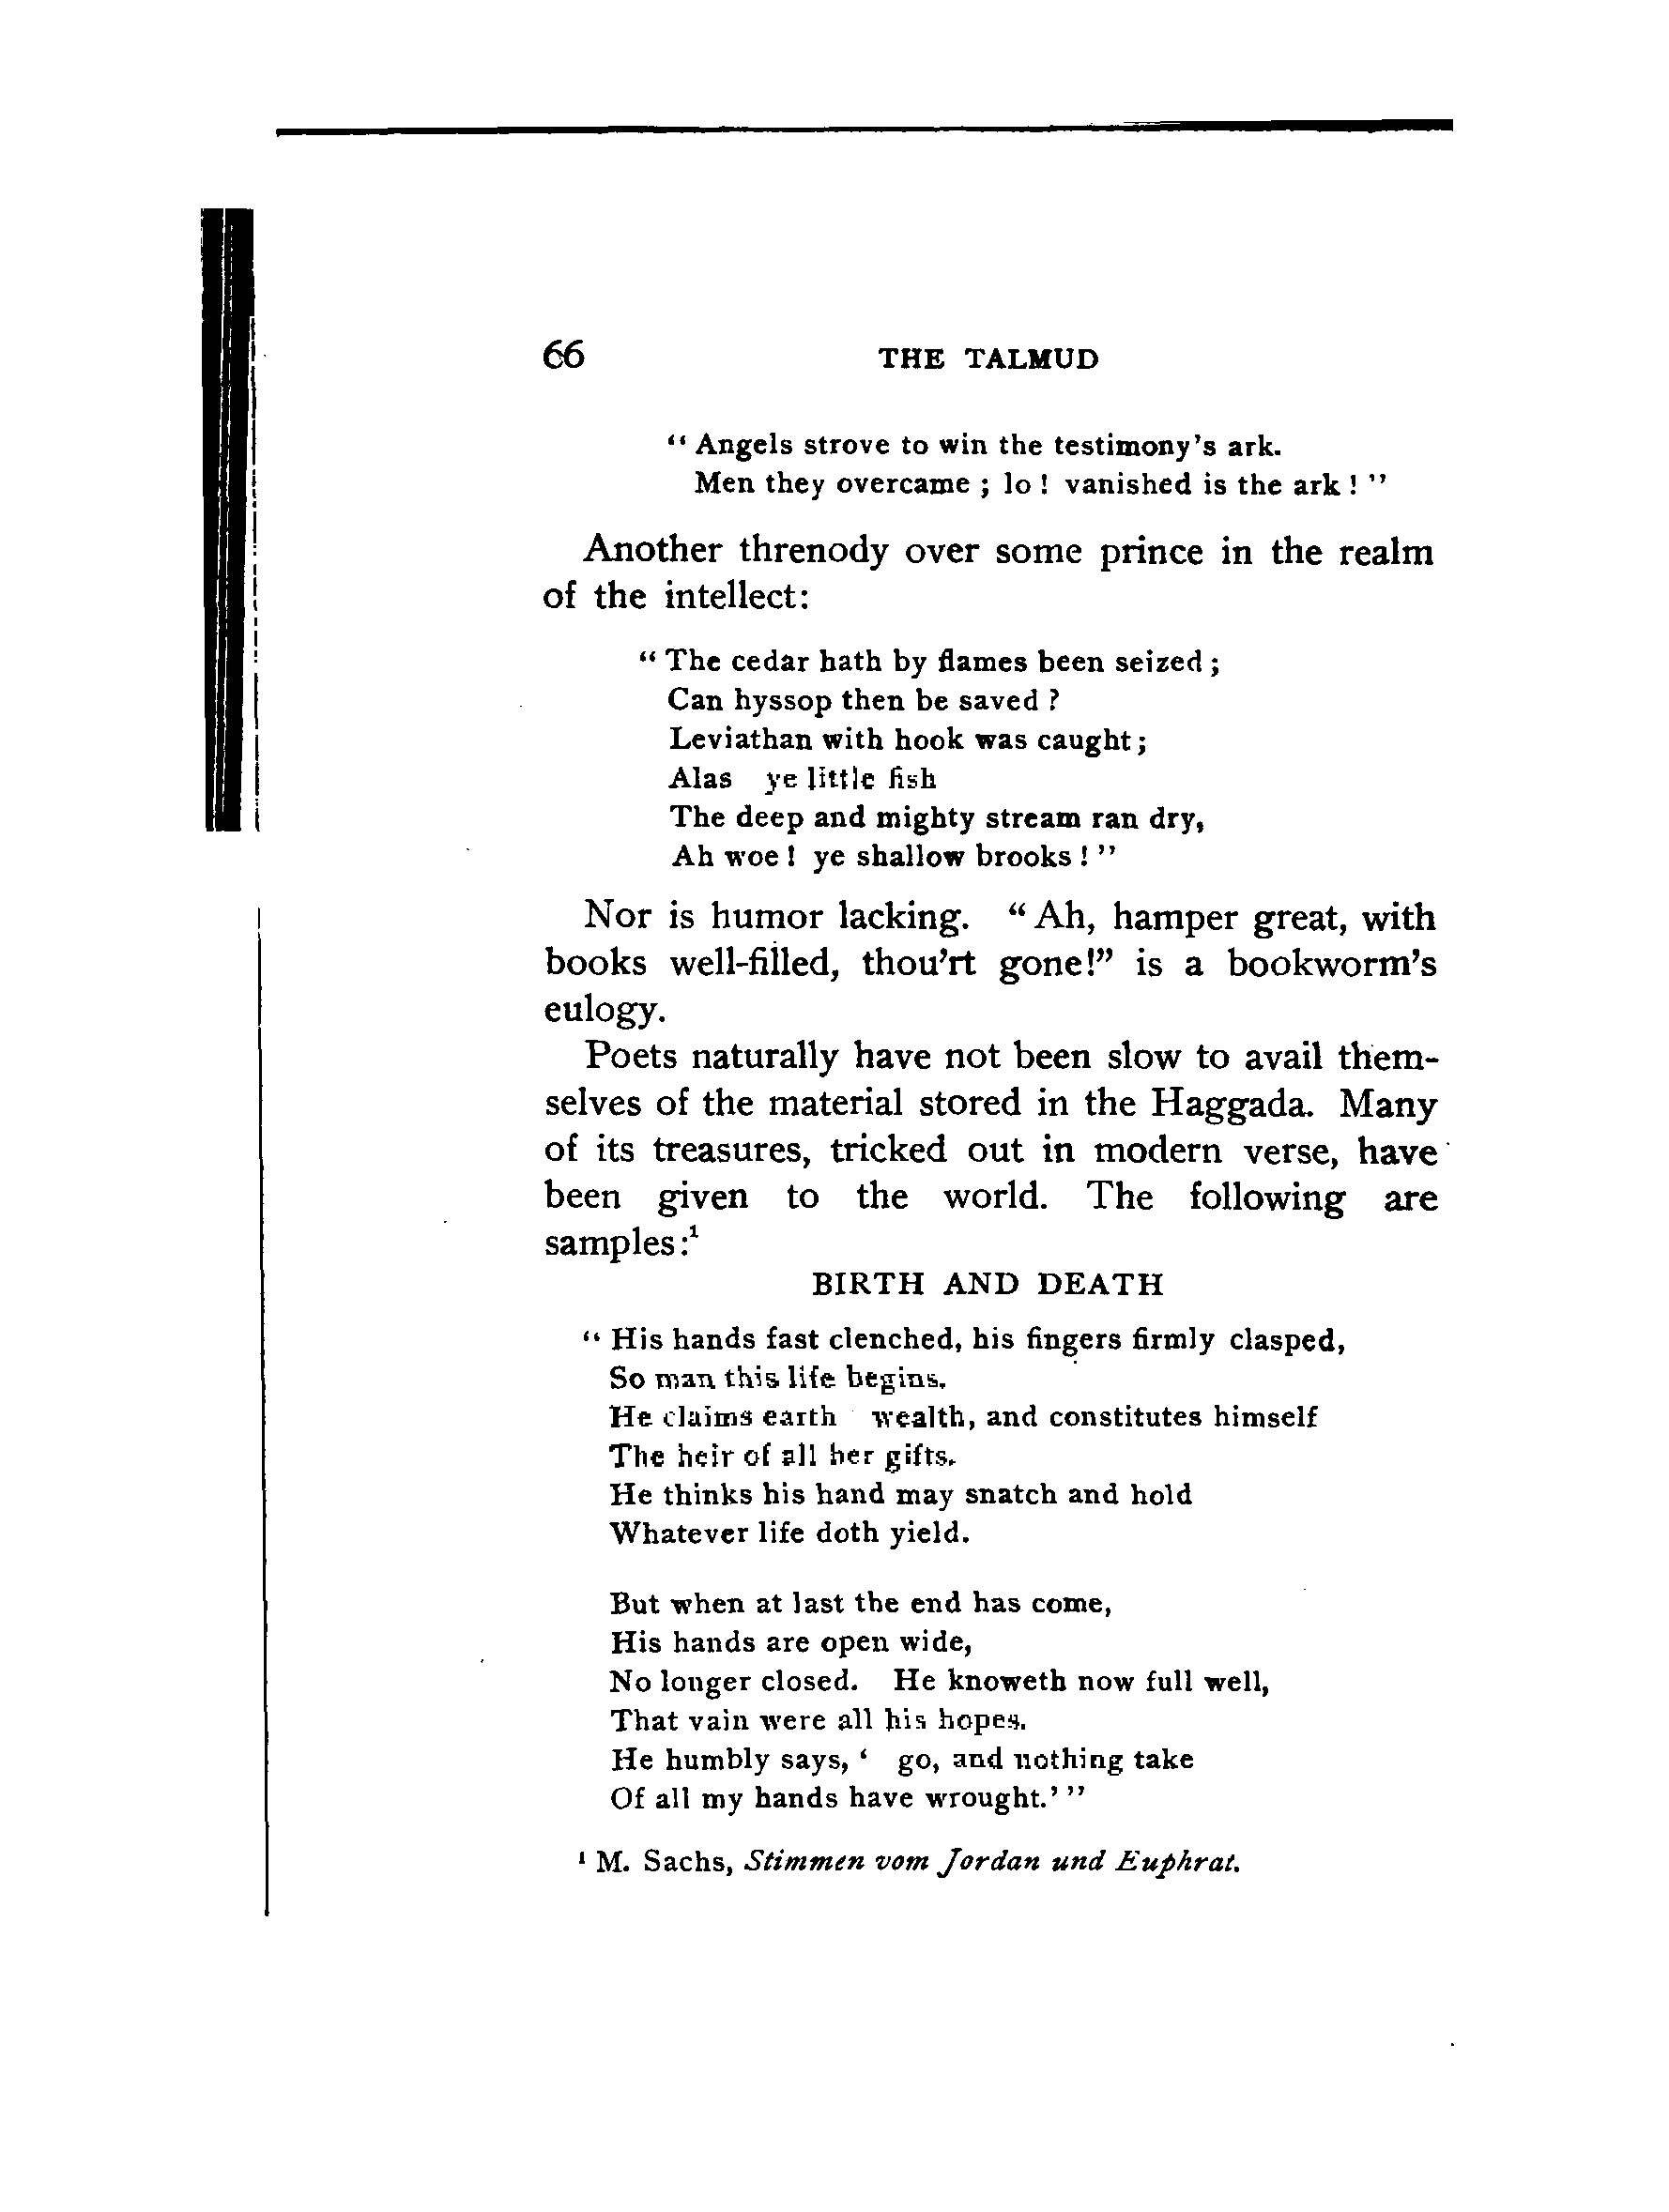 66 THE TALMUD
“ Angels strove to win the testimony’s ark.
Men they overcame ; lo ! vanished is the ark ! ”
Another threnody over some prince in the realm
of the intellect:
“ The cedar hath by flames been seized ;
Can hyssop then be saved ?
Leviathan with hook was caught ;
Alas ye little fish
The deep and mighty stream ran dry,
Ah woe ! ye shallow brooks ! ”
Nor is humor lacking. “ Ah, hamper great, with
books well-filled, thou’rt gone!” is a bookworm’s
eulogy.
Poets naturally have not been slow to avail them-
selves of the material stored in the Haggada. Many
of its treasures, tricked out in modern verse, have
been given to the world. The following are
samples :¹
BIRTH AND DEATH
“ His hands fast clenched, his fingers firmly clasped,
So man this life begins.
He claims earth wealth, and constitutes himself
The heir of all her gifts.
He thinks his hand may snatch and hold
Whatever life doth yield.
But when at last the end has come,
His hands are open wide,
No longer closed. He knoweth now full well,
That vain were all his hopes.
He humbly says, ‘ go, and nothing take
Of all my hands have wrought.’ ”
¹ M. Sachs, Stimmen vom Jordan und Euphrat.